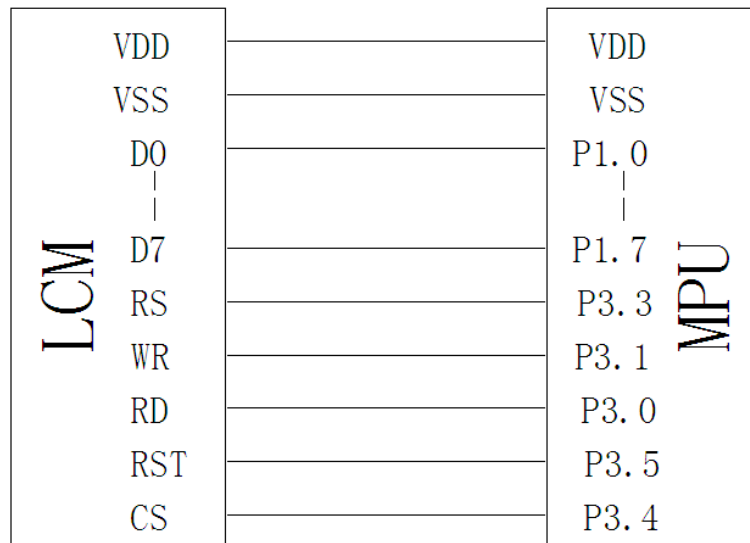 VDD VDD
VSS VSS
D0 P1.0
D7 P1.7
RS P3.3
WR P3.1
RD P3.0
RST P3.5
CS P3.4
LCM
MPU